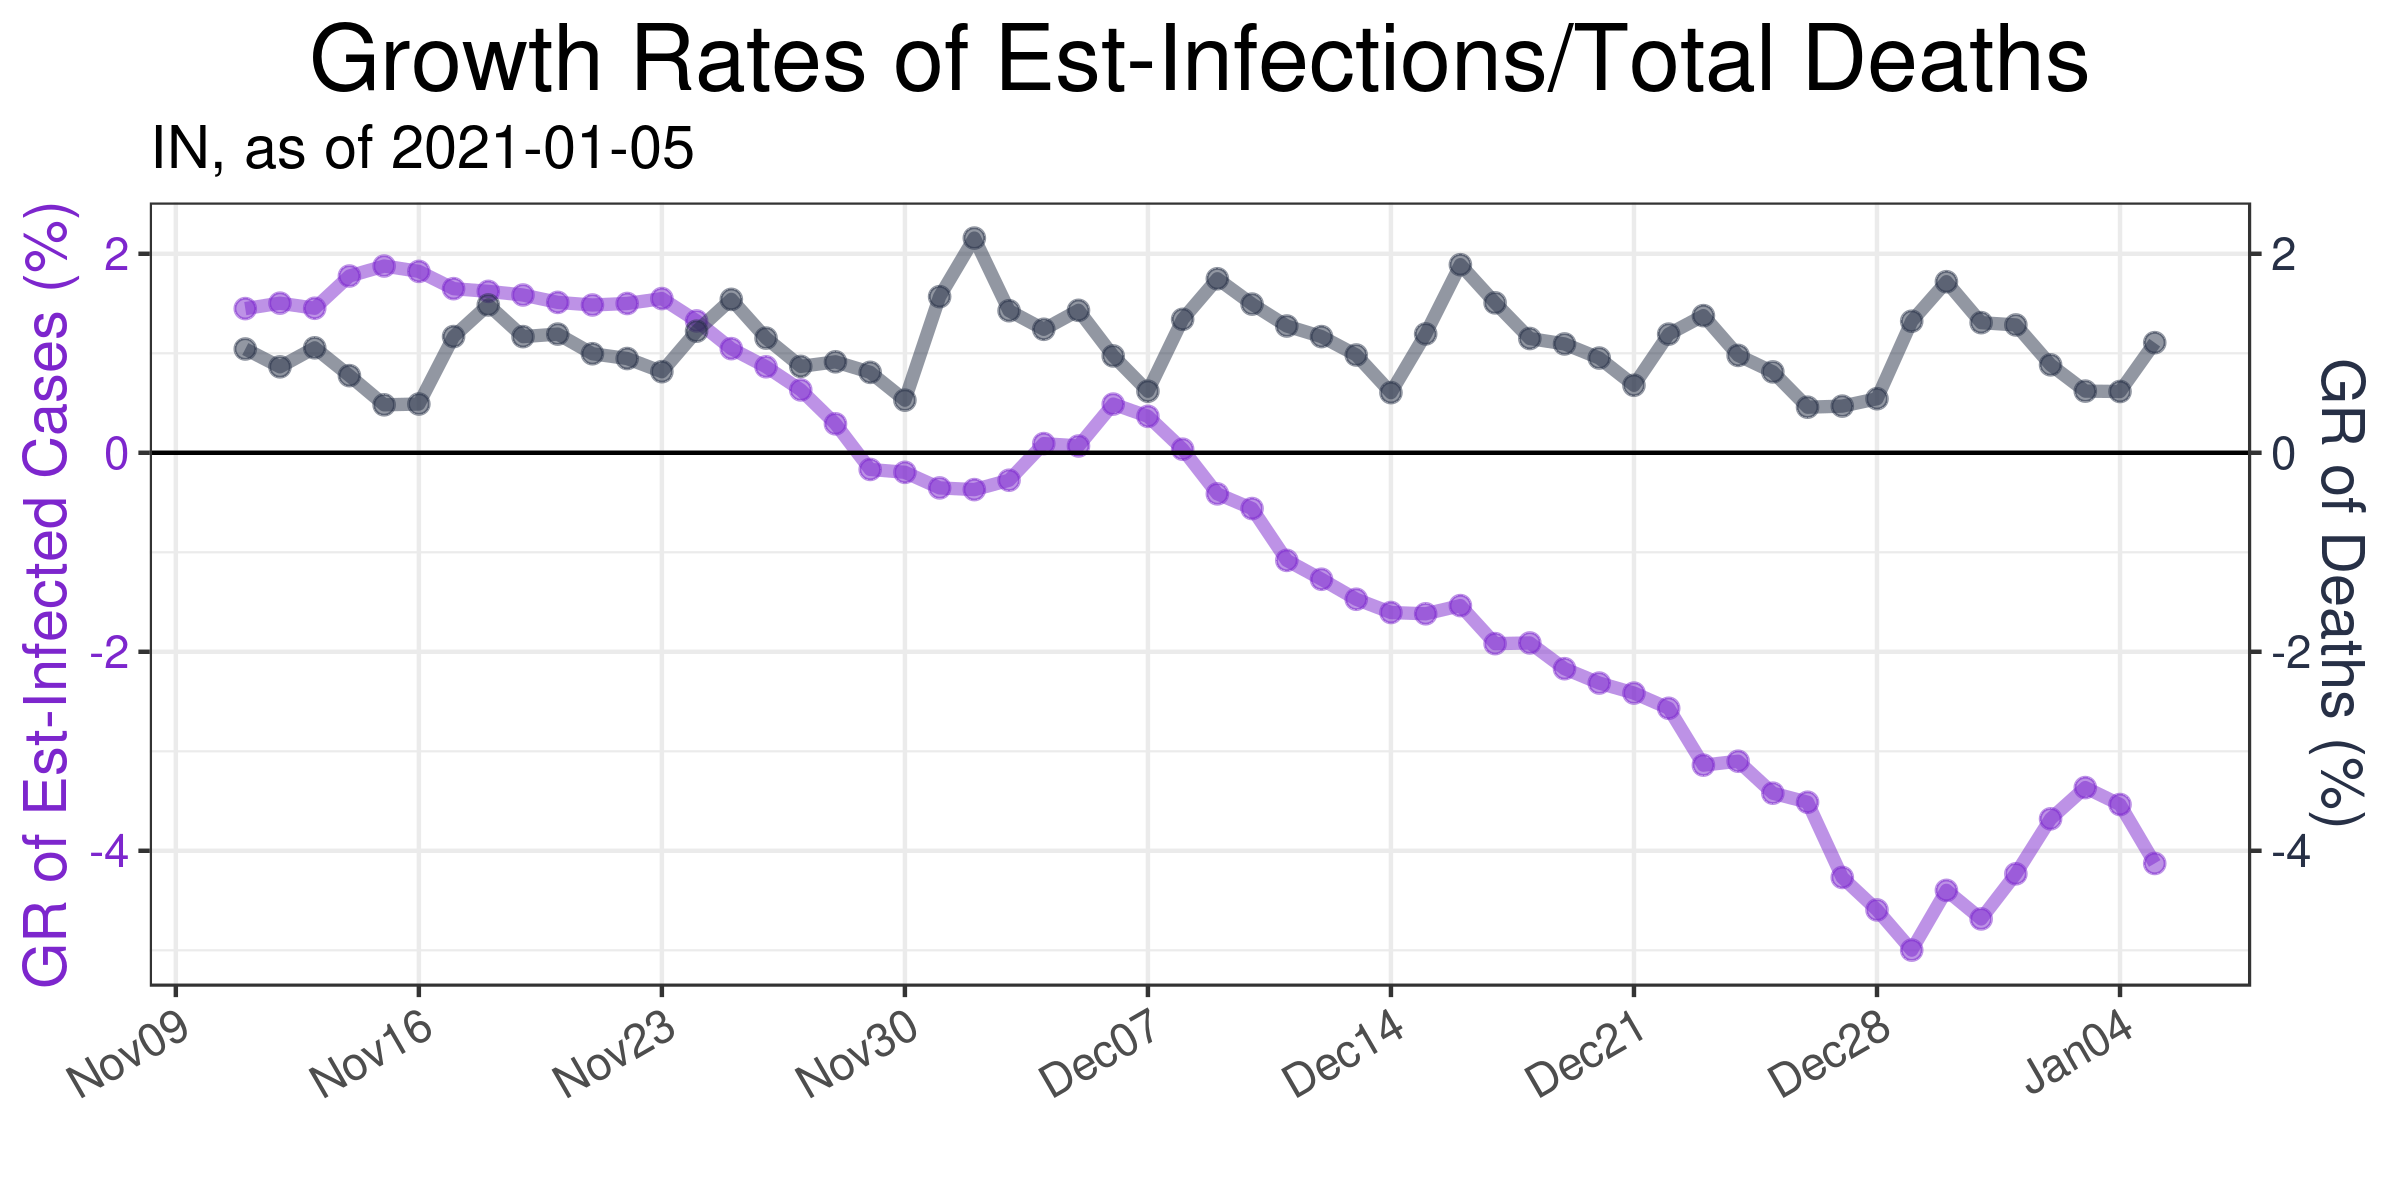 Growth Rates of Est-Infections/Total Deaths
IN, as of 2021-01-05
GR of Est-Infected Cases (%)
2
0
-2
-4
2
0
-2
-4
GR of Deaths (%)
Nov09
Nov16
Nov23
Nov30
Dec07
Dec14
Dec21
Dec28
Jan04